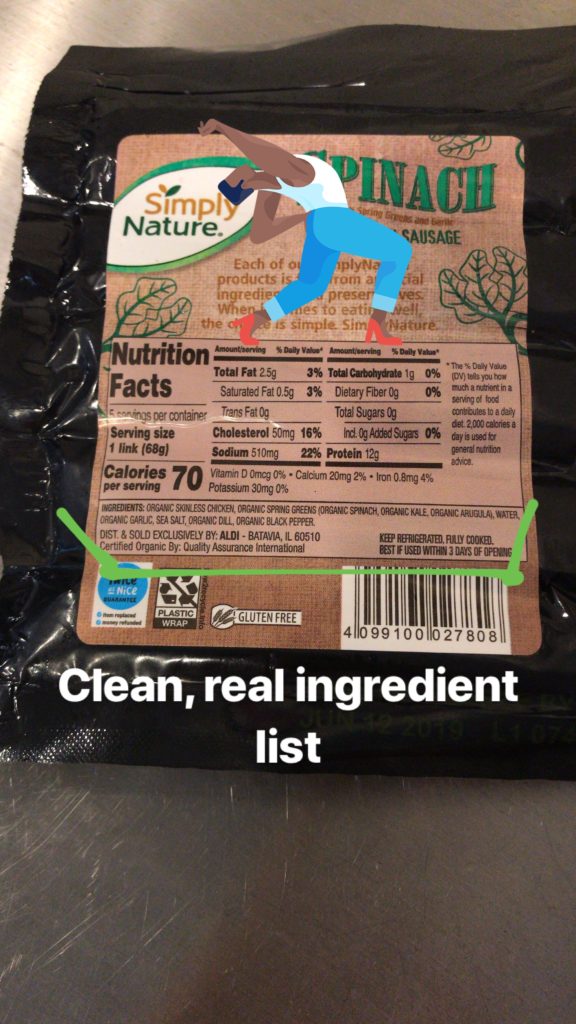 Simply
Nature®
SPINACH
Spring Greens and Garlic
SAUSAGE
Each of
products is
ingredie
When
the
is simple. Simply Nature.
Nutrition
Facts
5 servings per container
Serving size
1 link (68g)
Calories 70
per serving
Amount/serving % Daily Value*
Total Fat 2.5g 3%
Saturated Fat 0.5g 3%
Trans Fat 0g
Cholesterol 50mg 16%
Sodium 510mg 22%
Amount/serving % Daily Value*
Total Carbohydrate 1g 0%
Dietary Fiber 0g 0%
Total Sugars 0g
Incl. 0g Added Sugars 0%
Protein 12g
Vitamin D 0mcg 0% • Calcium 20mg 2% • Iron 0.8mg 4%
Potassium 30mg 0%
*The % Daily Value
(DV) tells you how
much a nutrient in a
serving of food
contributes to a daily
diet. 2,000 calories a
day is used for
general nutrition
advice.
INGREDIENTS: ORGANIC SKINLESS CHICKEN, ORGANIC SPRING GREENS (ORGANIC SPINACH, ORGANIC KALE, ORGANIC ARUGULA), WATER,
ORGANIC GARLIC, SEA SALT, ORGANIC DILL, ORGANIC BLACK PEPPER.
DIST. & SOLD EXCLUSIVELY BY: ALDI - BATAVIA, IL 60510
Certified Organic By: Quality Assurance International
KEEP REFRIGERATED. FULLY COOKED.
BEST IF USED WITHIN 3 DAYS OF OPENING
Twice
as Nice
GUARANTEE
item replaced
money refunded
PLASTIC
WRAP
GLUTEN FREE
4 099100 027808
Clean, real ingredient
list
JUN 12 2019